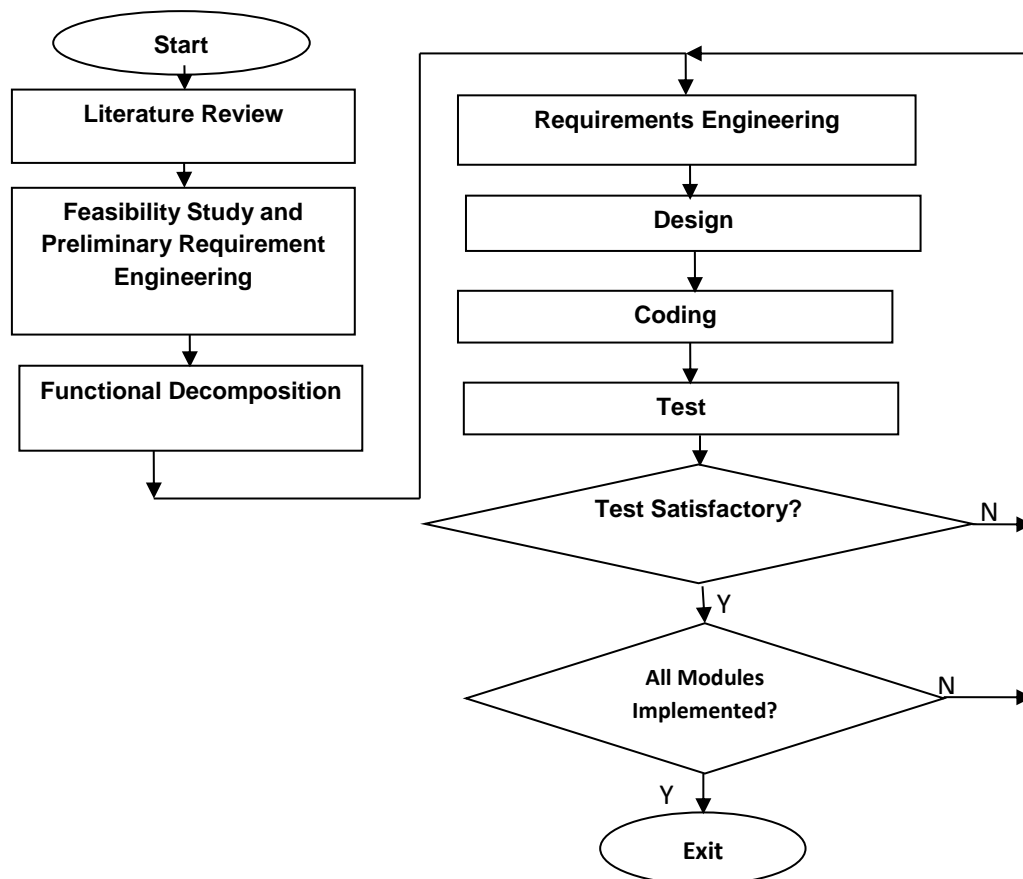 Start
Literature Review
Feasibility Study and
Preliminary Requirement
Engineering
Functional Decomposition
Requirements Engineering
Design
Coding
Test
Test Satisfactory?
N
Y
All Modules
Implemented?
N
Y
Exit